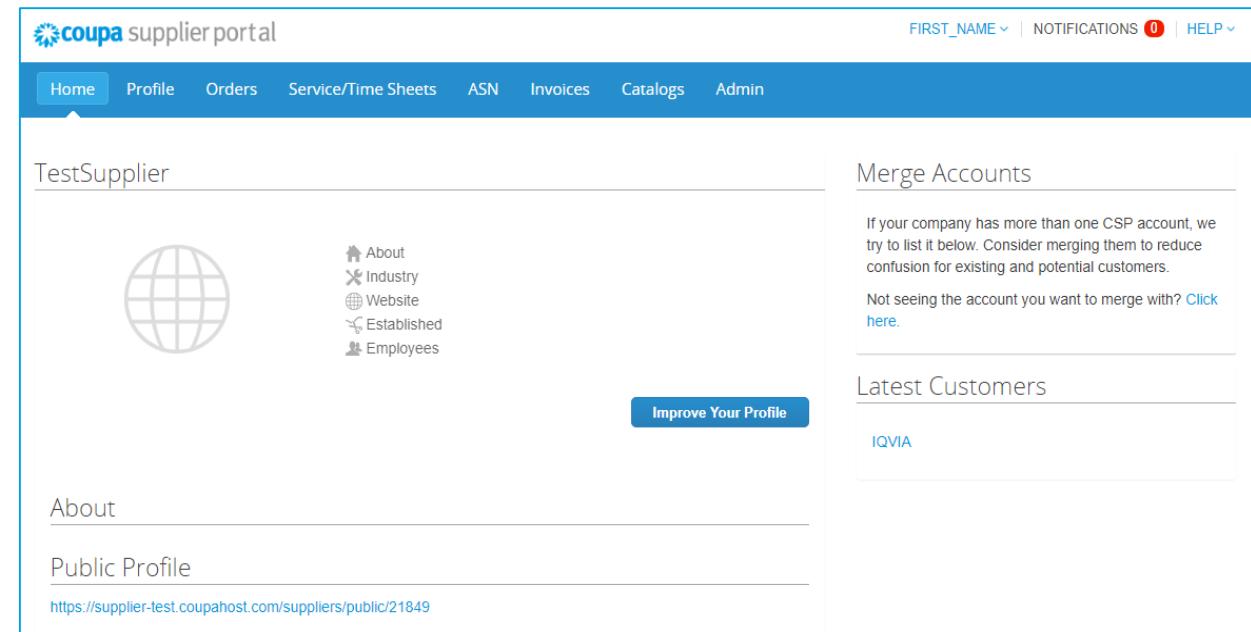 coupa supplier portal
FIRST_NAME
NOTIFICATIONS 0
HELP
Home
Profile
Orders
Service/Time Sheets
ASN
Invoices
Catalogs
Admin
TestSupplier
About
Industry
Website
Established
Employees
Improve Your Profile
About
Public Profile
https://supplier-test.coupahost.com/suppliers/public/21849
Merge Accounts
If your company has more than one CSP account, we
try to list it below. Consider merging them to reduce
confusion for existing and potential customers.
Not seeing the account you want to merge with? Click
here.
Latest Customers
IQVIA